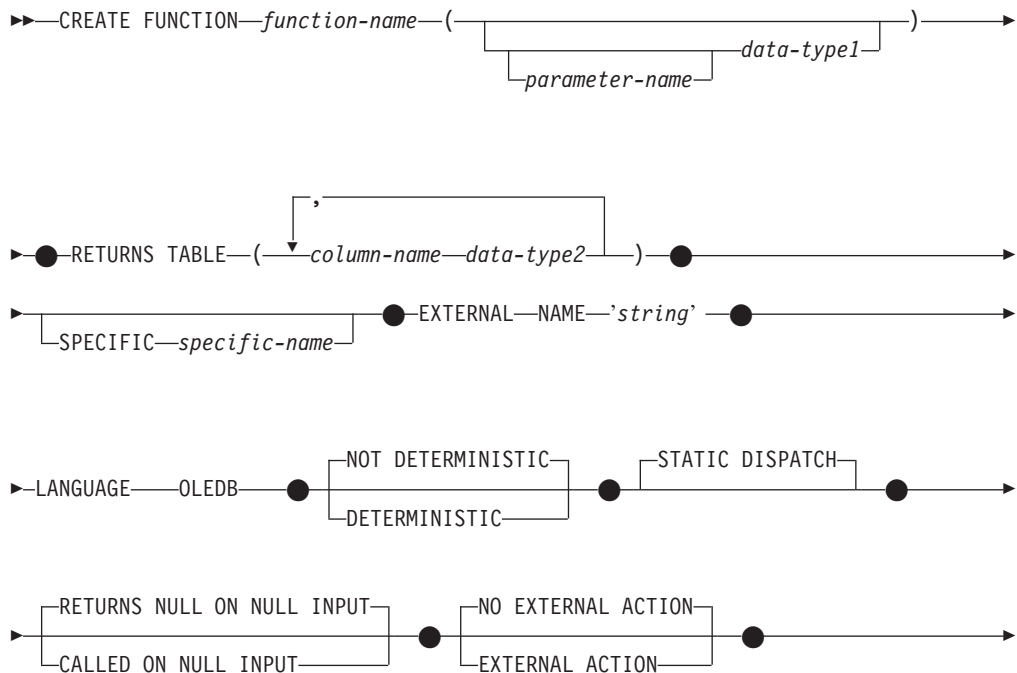 CREATE FUNCTION function-name ( )
data-type1
parameter-name
,
RETURNS TABLE ( column-name data-type2 )
SPECIFIC specific-name EXTERNAL NAME 'string'
NOT DETERMINISTIC STATIC DISPATCH
LANGUAGE OLEDB
DETERMINISTIC
RETURNS NULL ON NULL INPUT NO EXTERNAL ACTION
CALLED ON NULL INPUT EXTERNAL ACTION